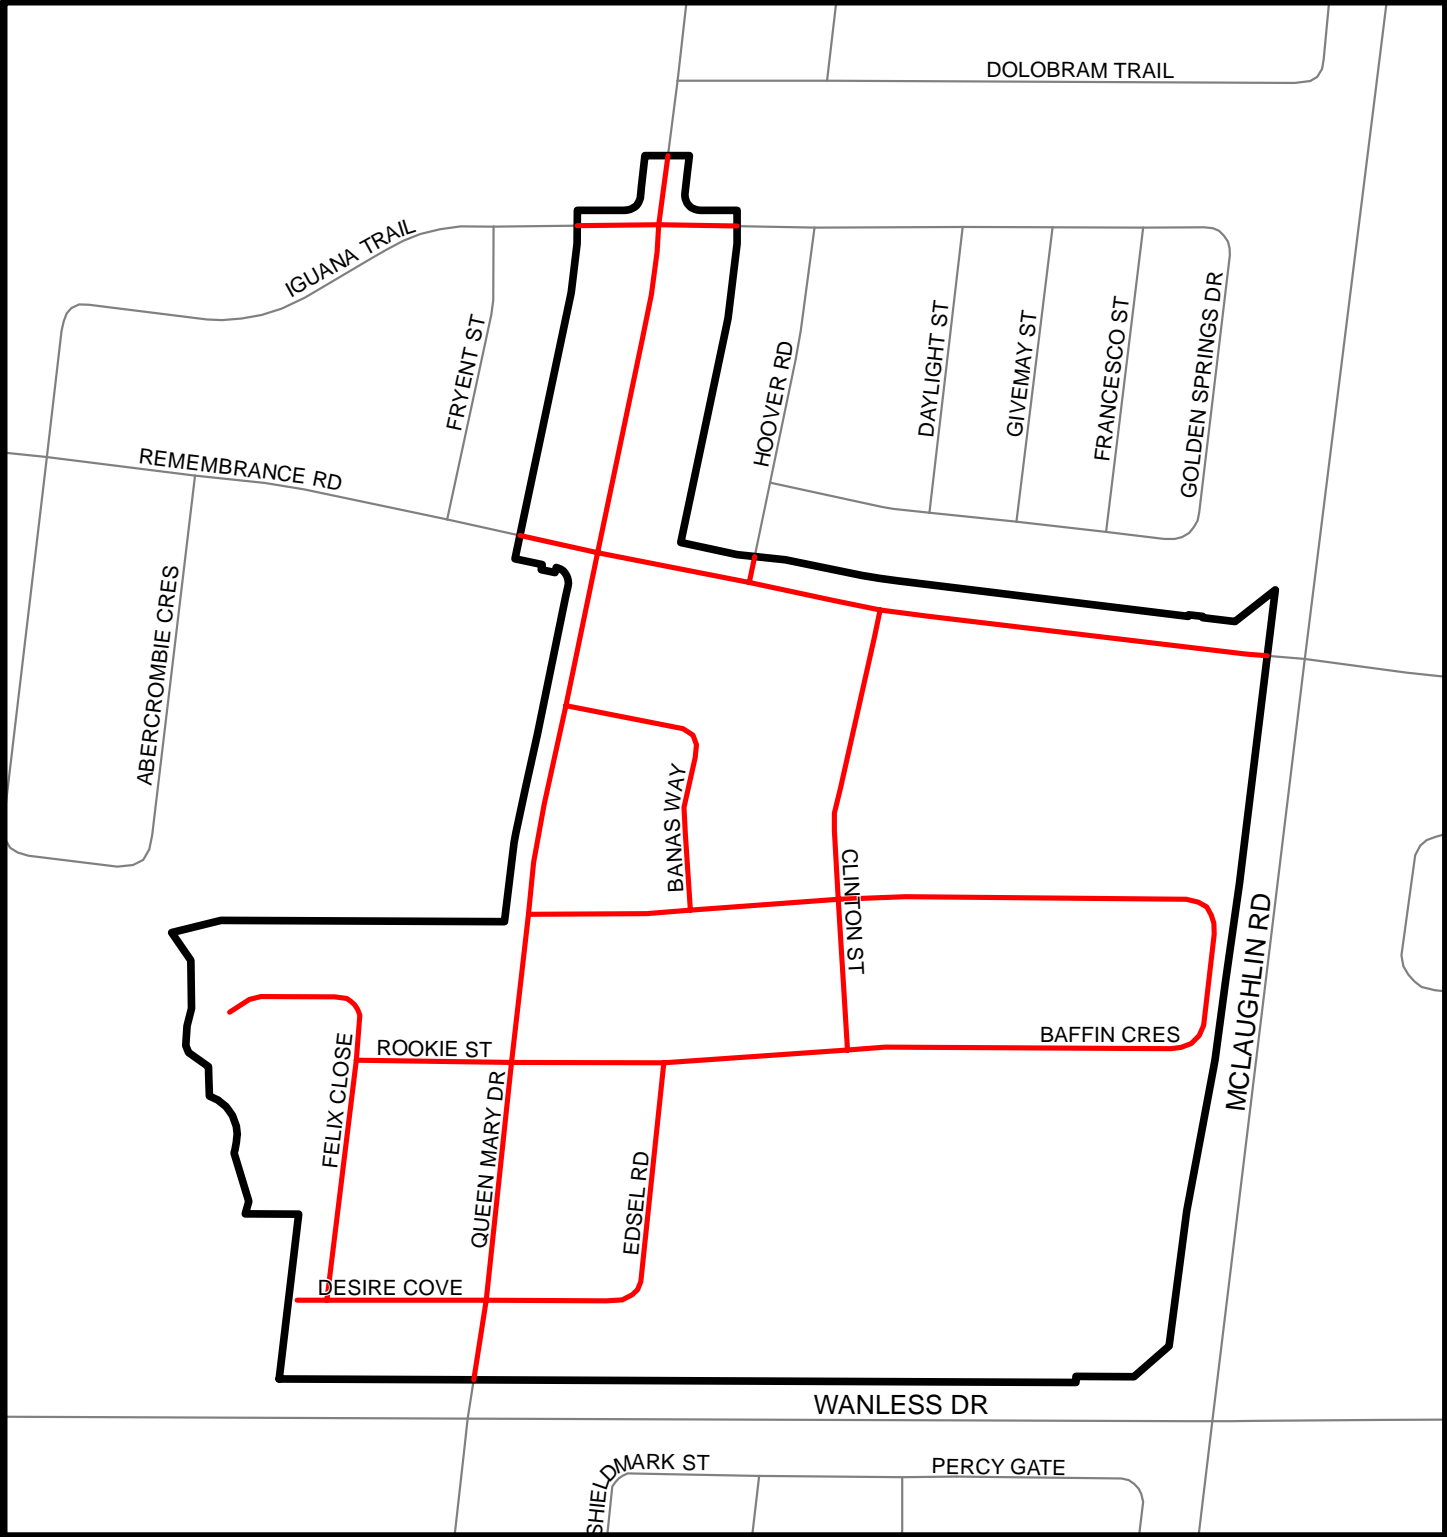 DOLOBRAM TRAIL
IGUANA TRAIL
FRYENT ST
HOOVER RD
DAYLIGHT ST
GIVEMAY ST
FRANCESCO ST
GOLDEN SPRINGS DR
REMEMBRANCE RD
ABERCROMBIE CRES
BANAS WAY
CLINTON ST
MCLAUGHLIN RD
BAFFIN CRES
ROOKIE ST
FELIX CLOSE
QUEEN MARY DR
EDSEL RD
DESIRE COVE
WANLESS DR
SHIELDMARK ST
PERCY GATE